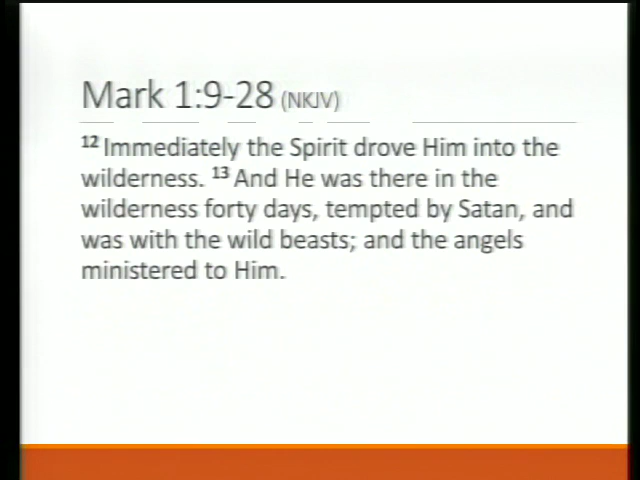 Mark 1:9-28 (NKJV)
12 Immediately the Spirit drove Him into the
wilderness. 13 And He was there in the
wilderness forty days, tempted by Satan, and
was with the wild beasts; and the angels
ministered to Him.